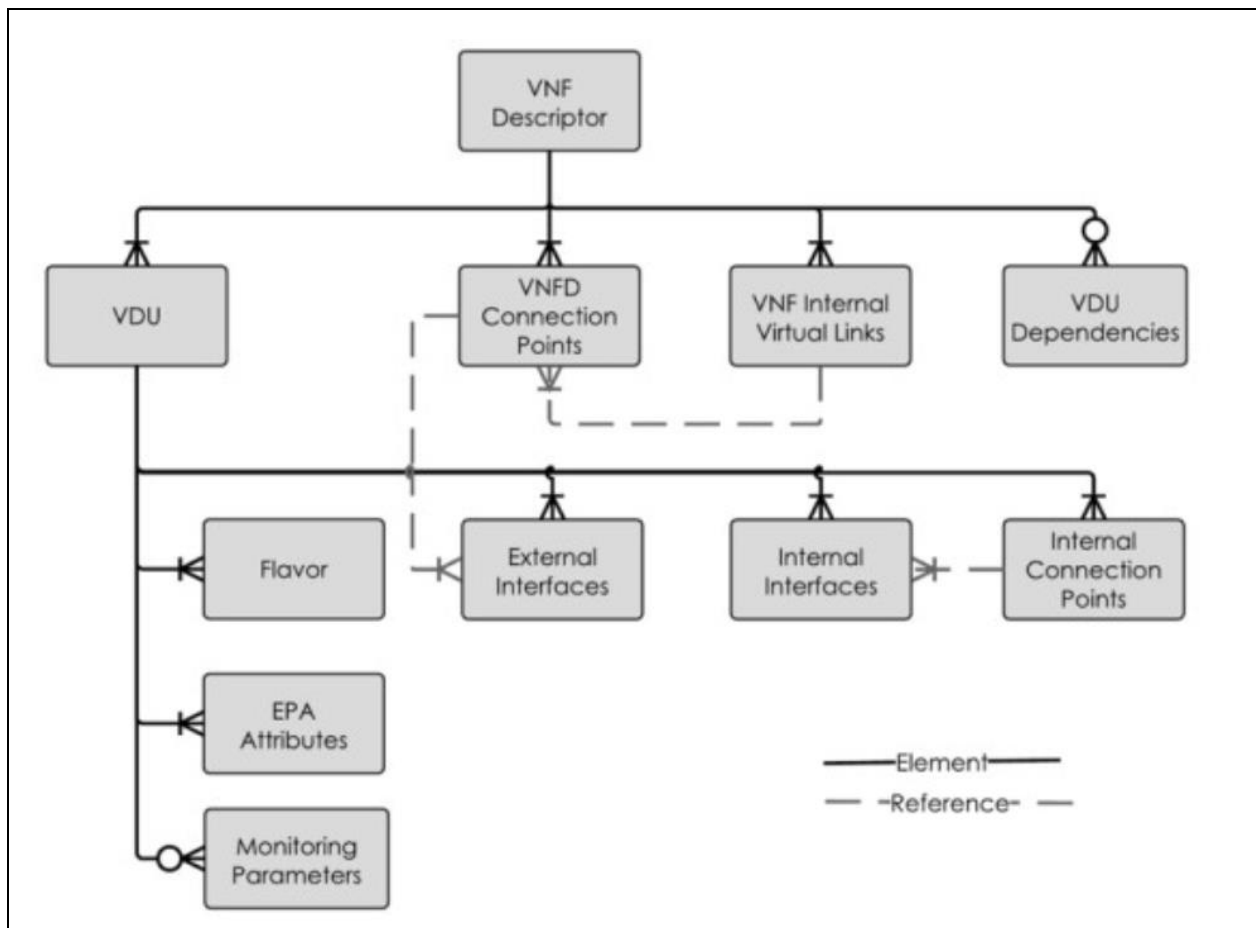 VNF
Descriptor
VDU
VNFD
Connection
Points
VNF Internal
Virtual Links
VDU
Dependencies
Flavor
External
Interfaces
Internal
Interfaces
Internal
Connection
Points
EPA
Attributes
Element
Reference
Monitoring
Parameters